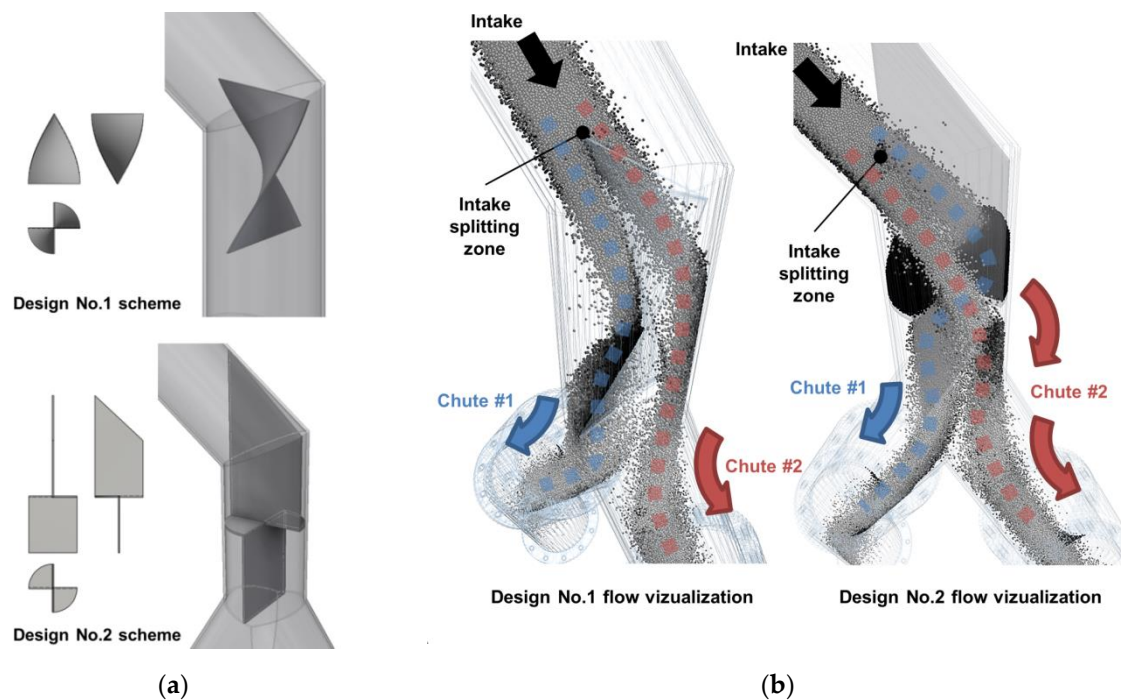 Design No.1 scheme
Design No.2 scheme
(a)
Intake
Intake
splitting
zone
Chute #1
Chute #2
Design No.1 flow vizualization
Intake
Intake
splitting
zone
Chute #1
Chute #2
Design No.2 flow vizualization
(b)